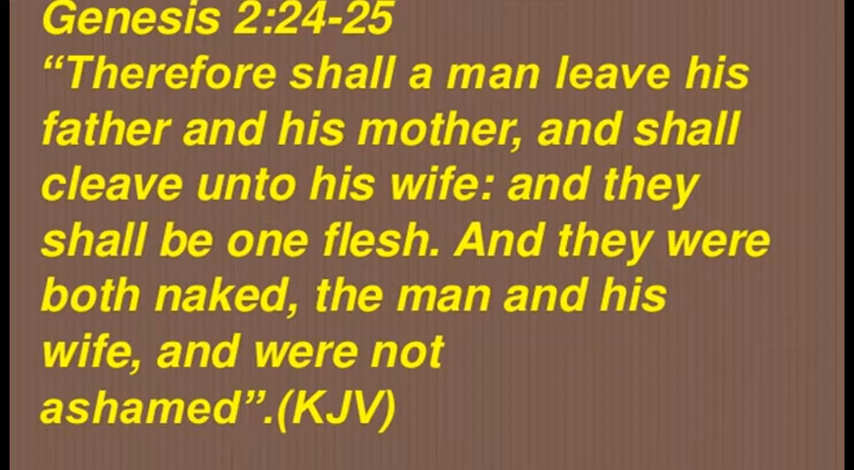 Genesis 2:24-25
“Therefore shall a man leave his
father and his mother, and shall
cleave unto his wife: and they
shall be one flesh. And they were
both naked, the man and his
wife, and were not
ashamed”.(KJV)